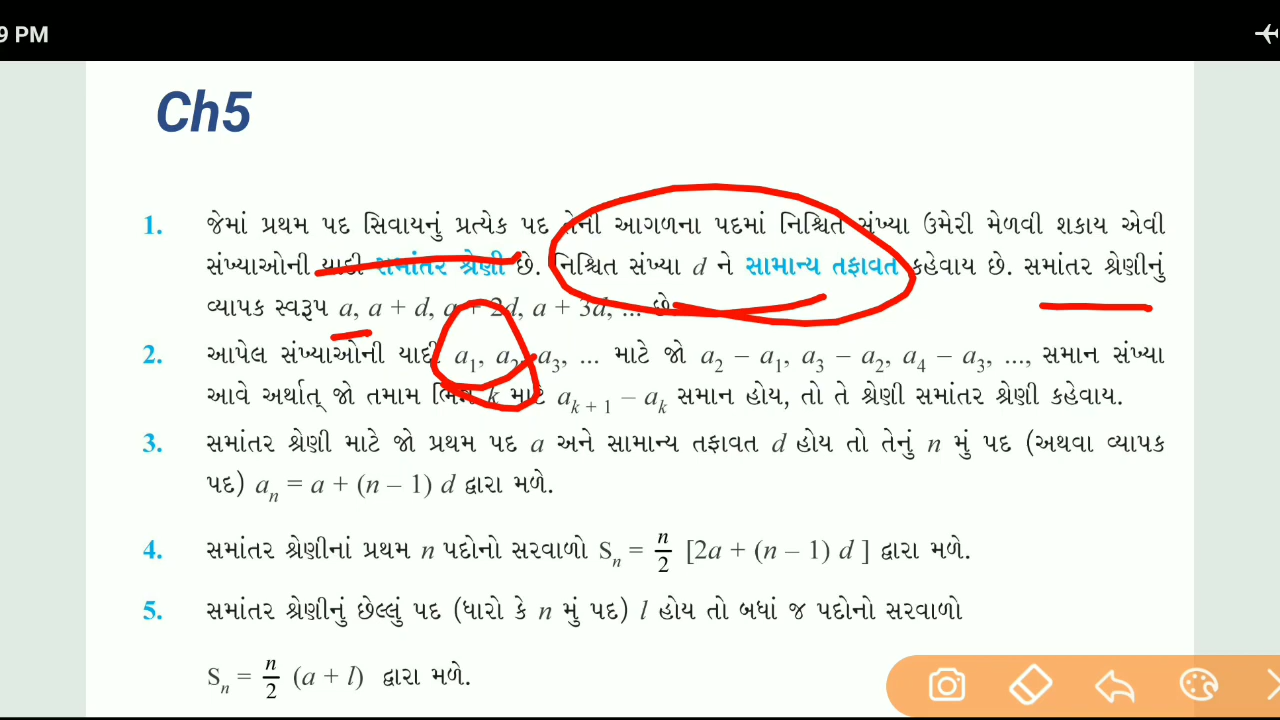 9 PM
Ch5
1. જેમાં પ્રથમ પદ સિવાયનું પ્રત્યેક પદ તેની આગળના પદમાં નિશ્ચિત સંખ્યા ઉમેરી મેળવી શકાય એવી
સંખ્યાઓની યાદી સમાંતર શ્રેણી છે. નિશ્ચિત સંખ્યા d ને સામાન્ય તફાવત કહેવાય છે. સમાંતર શ્રેણીનું
વ્યાપક સ્વરૂપ a, a + d, a + 2d, a + 3d, ... છે.
2. આપેલ સંખ્યાઓની યાદી a₁, a₂, a₃, ... માટે જો a₂ – a₁, a₃ – a₂, a₄ – a₃, ..., સમાન સંખ્યા
આવે અર્થાત્ જો તમામ ભિન્ન k માટે aₖ ₊ ₁ – aₖ સમાન હોય, તો તે શ્રેણી સમાંતર શ્રેણી કહેવાય.
3. સમાંતર શ્રેણી માટે જો પ્રથમ પદ a અને સામાન્ય તફાવત d હોય તો તેનું n મું પદ (અથવા વ્યાપક
પદ) aₙ = a + (n – 1) d દ્વારા મળે.
4. સમાંતર શ્રેણીનાં પ્રથમ n પદોનો સરવાળો Sₙ = n/2 [2a + (n – 1) d ] દ્વારા મળે.
5. સમાંતર શ્રેણીનું છેલ્લું પદ (ધારો કે n મું પદ) l હોય તો બધાં જ પદોનો સરવાળો
Sₙ = n/2 (a + l) દ્વારા મળે.